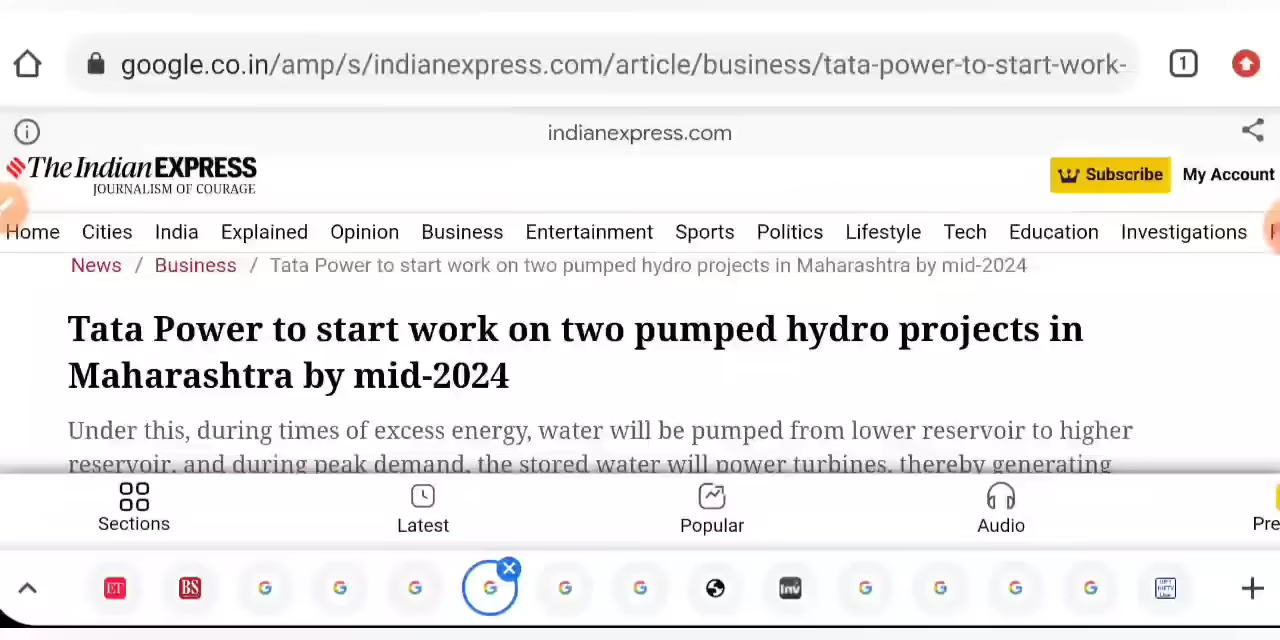 google.co.in/amp/s/indianexpress.com/article/business/tata-power-to-start-work-
1
indianexpress.com
The Indian EXPRESS
JOURNALISM OF COURAGE
Subscribe My Account
Home Cities India Explained Opinion Business Entertainment Sports Politics Lifestyle Tech Education Investigations
News / Business / Tata Power to start work on two pumped hydro projects in Maharashtra by mid-2024
Tata Power to start work on two pumped hydro projects in
Maharashtra by mid-2024
Under this, during times of excess energy, water will be pumped from lower reservoir to higher
reservoir, and during peak demand, the stored water will power turbines, thereby generating
Sections Latest Popular Audio Pre
ET BS G G G G G G Inv G G G G